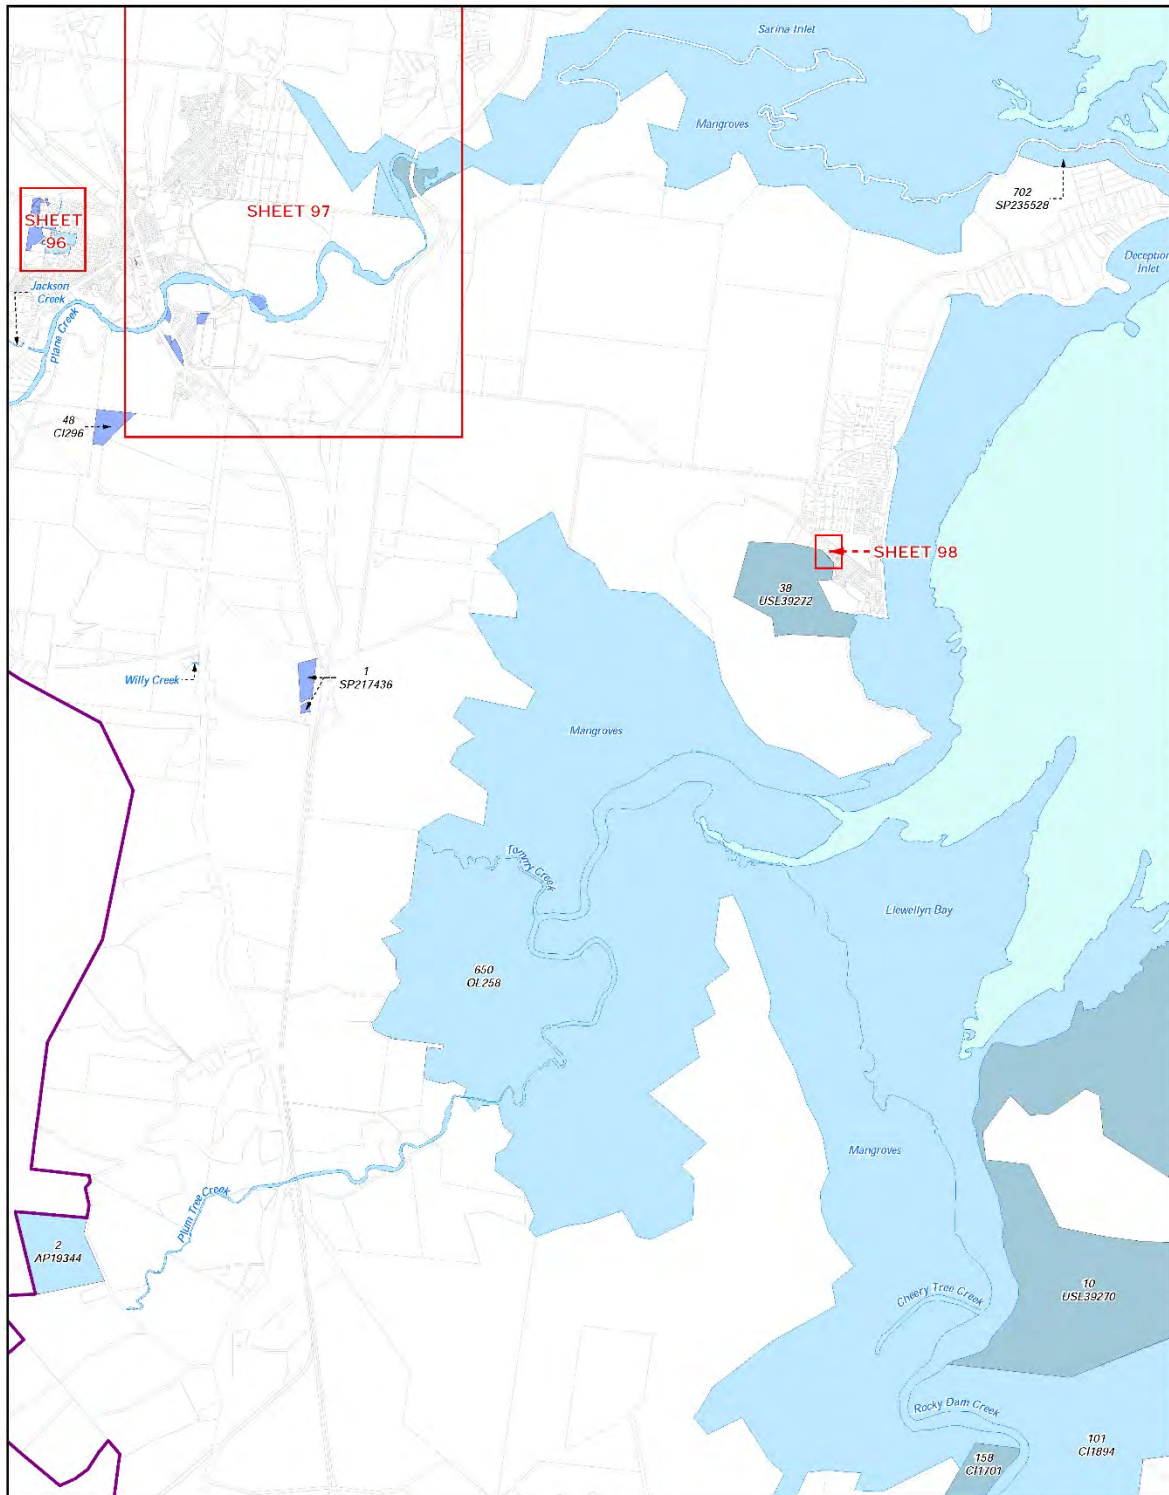 Sarina Inlet
Mangroves
702
SP235528
SHEET 97
SHEET
96
Deception
Inlet
Jackson
Creek
Plane Creek
48
CI296
SHEET 98
38
USL39272
1
SP217436
Willy Creek
Mangroves
Tommy Creek
Llewellyn Bay
650
OL258
Mangroves
Plum Tree Creek
2
AP19344
10
USL39270
Cheery Tree Creek
Rocky Dam Creek
101
CI1894
158
CI1701